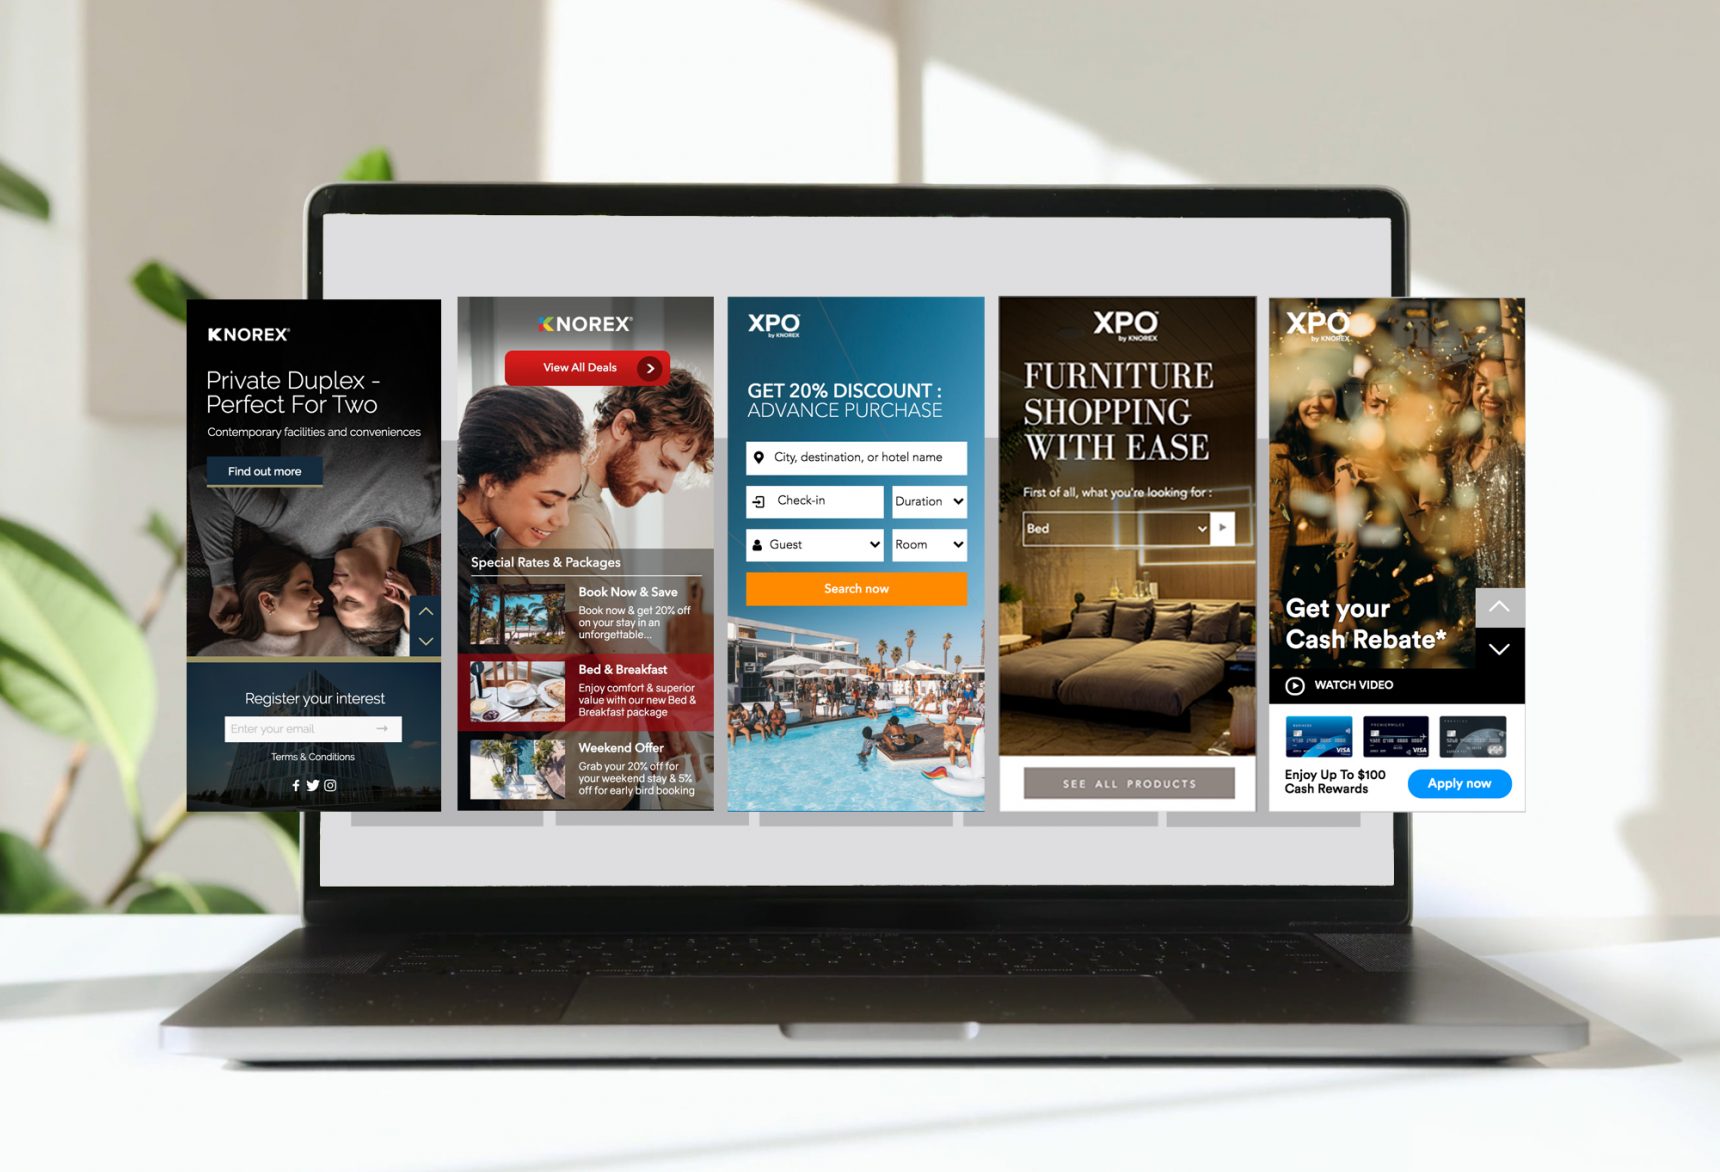 KNOREX®
Private Duplex -
Perfect For Two
Contemporary facilities and conveniences
Find out more
Register your interest
Enter your email
Terms & Conditions
KNOREX®
View All Deals
Special Rates & Packages
Book Now & Save
Book now & get 20% off
on your stay in an
unforgettable...
Bed & Breakfast
Enjoy comfort & superior
value with our new Bed &
Breakfast package
Weekend Offer
Grab your 20% off for
your weekend stay & 5%
off for early bird booking
XPO™
by KNOREX
GET 20% DISCOUNT :
ADVANCE PURCHASE
City, destination, or hotel name
Check-in
Duration
Guest
Room
Search now
XPO™
by KNOREX
FURNITURE
SHOPPING
WITH EASE
First of all, what you're looking for :
Bed
SEE ALL PRODUCTS
XPO™
by KNOREX
Get your
Cash Rebate*
WATCH VIDEO
VISA
VISA
Enjoy Up To $100
Cash Rewards
Apply now